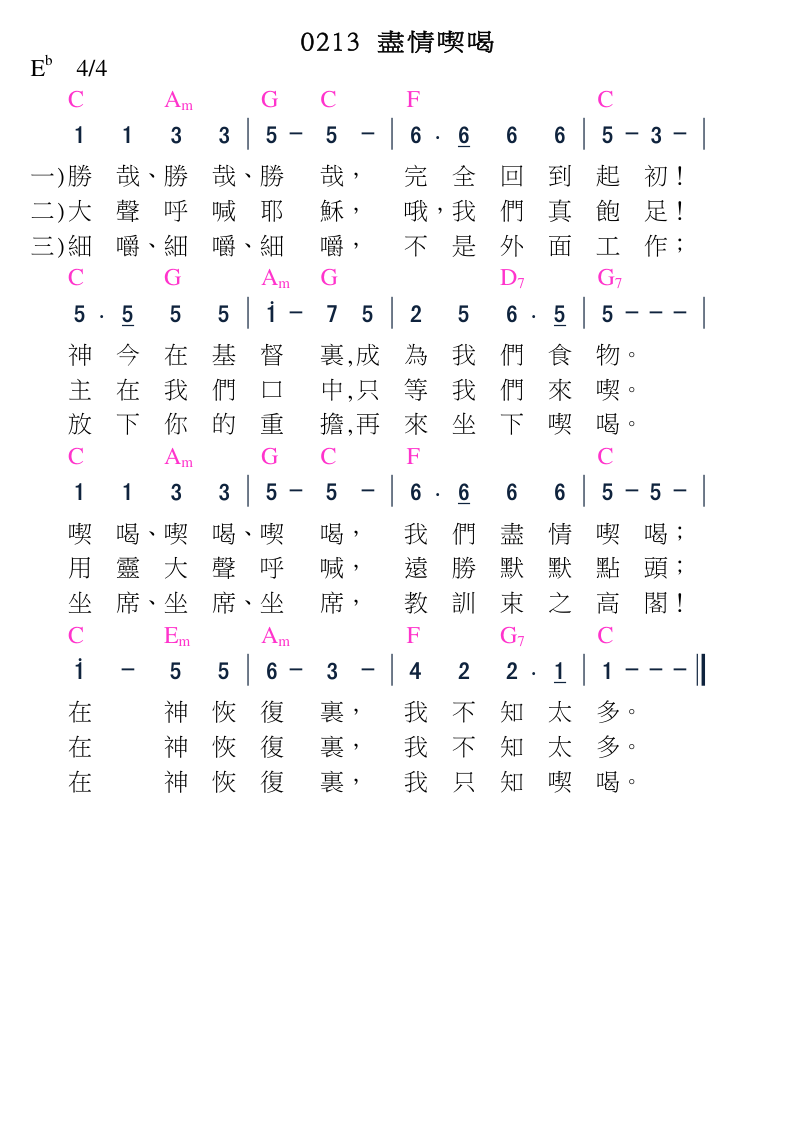 0213 盡情喫喝
E♭ 4/4
C Am G C F C
1 1 3 3 | 5 – 5 – | 6 . 6 6 6 | 5 – 3 – |
一)勝 哉、勝 哉、勝 哉， 完 全 回 到 起 初！
二)大 聲 呼 喊 耶 穌， 哦，我 們 真 飽 足！
三)細 嚼、細 嚼、細 嚼， 不 是 外 面 工 作；
C G Am G D7 G7
5 . 5 5 5 | i – 7 5 | 2 5 6 . 5 | 5 – – – |
神 今 在 基 督 裏,成 為 我 們 食 物。
主 在 我 們 口 中,只 等 我 們 來 喫。
放 下 你 的 重 擔,再 來 坐 下 喫 喝。
C Am G C F C
1 1 3 3 | 5 – 5 – | 6 . 6 6 6 | 5 – 5 – |
喫 喝、喫 喝、喫 喝， 我 們 盡 情 喫 喝；
用 靈 大 聲 呼 喊， 遠 勝 默 默 點 頭；
坐 席、坐 席、坐 席， 教 訓 束 之 高 閣！
C Em Am F G7 C
i – 5 5 | 6 – 3 – | 4 2 2 . 1 | 1 – – – ‖
在 神 恢 復 裏， 我 不 知 太 多。
在 神 恢 復 裏， 我 不 知 太 多。
在 神 恢 復 裏， 我 只 知 喫 喝。